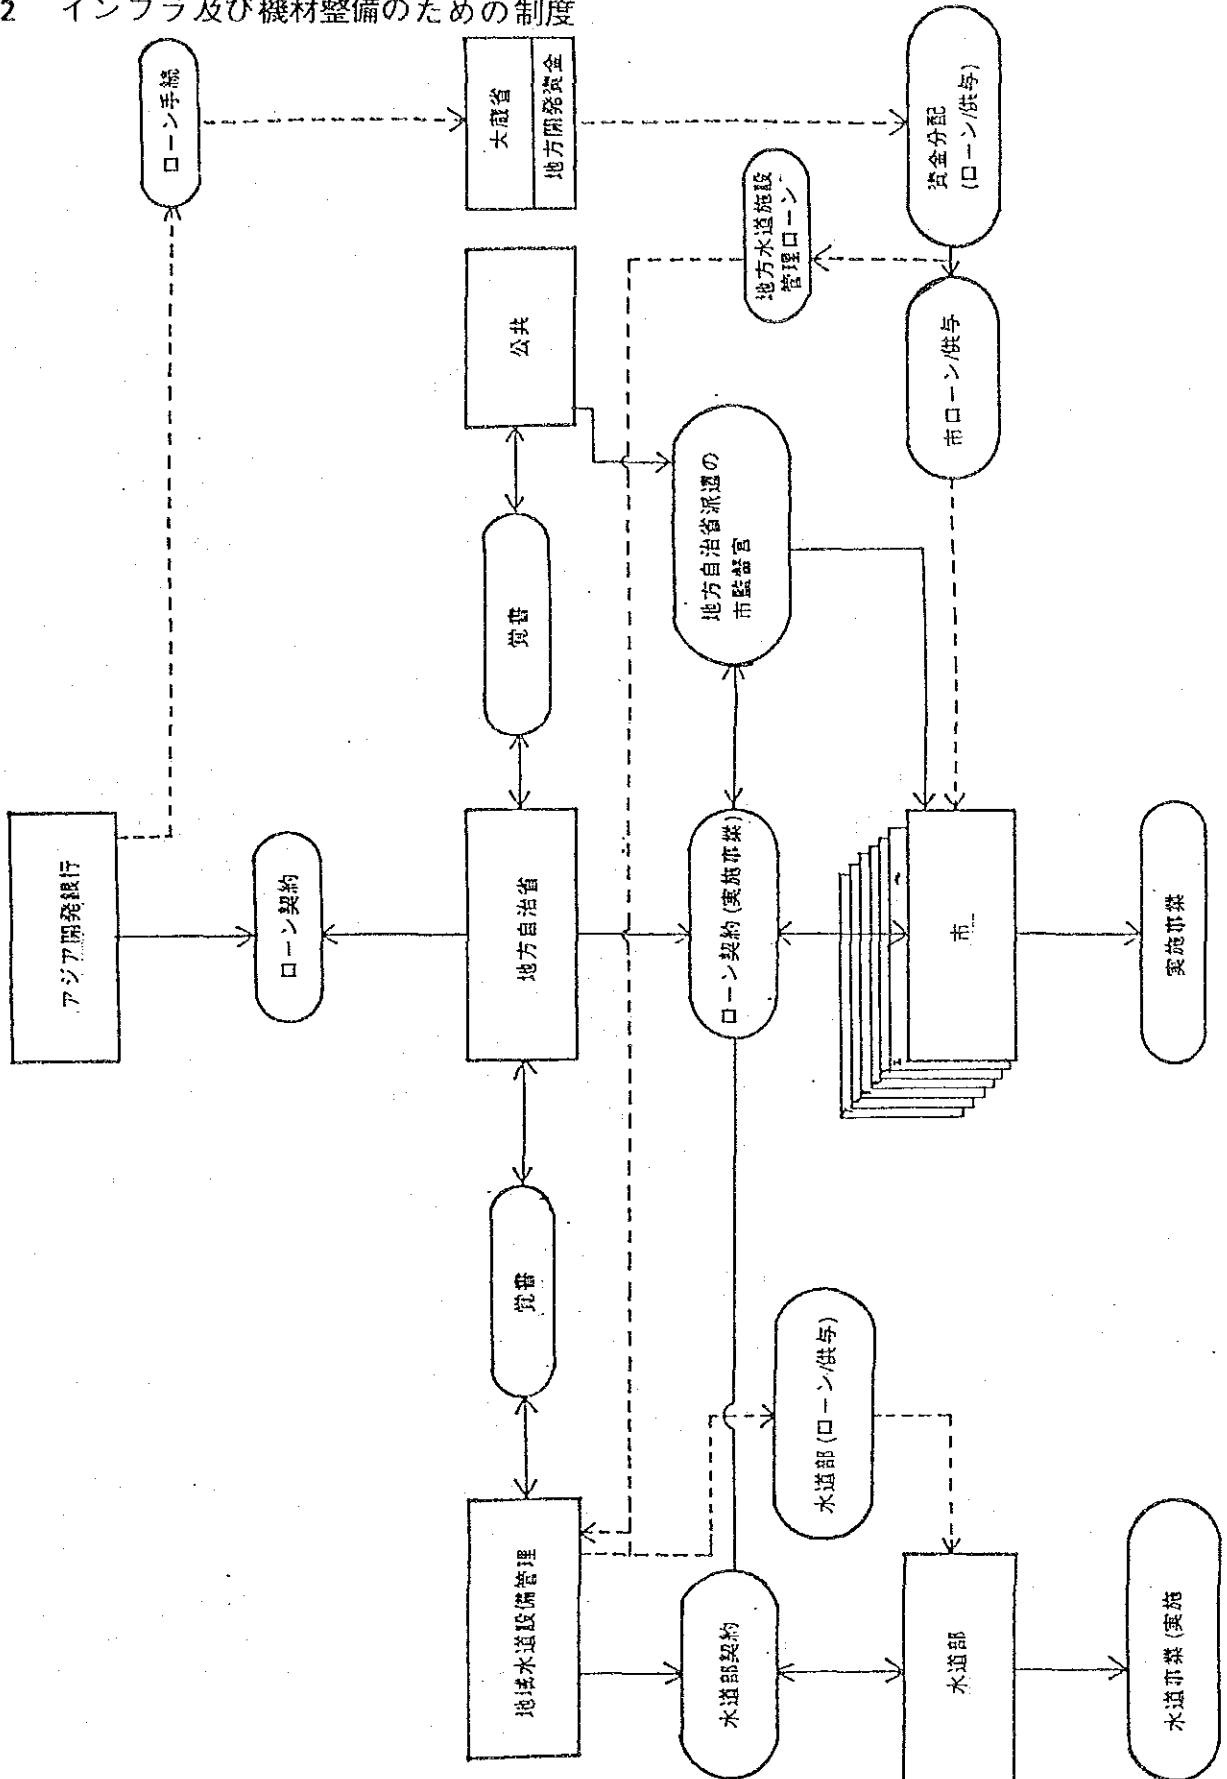 2 インフラ及び機材整備のための制度
アジア開発銀行
ローン手続
ローン契約
地域水道設備管理
覚書
地方自治省
覚書
公共
大蔵省
地方開発資金
水道部契約
ローン契約(実施事業)
地方自治省派遣の
市監督官
地方水道施設
管理ローン
水道部(ローン/供与)
資金分配
(ローン/供与)
市ローン/供与
水道部
市
水道事業(実施
実施事業